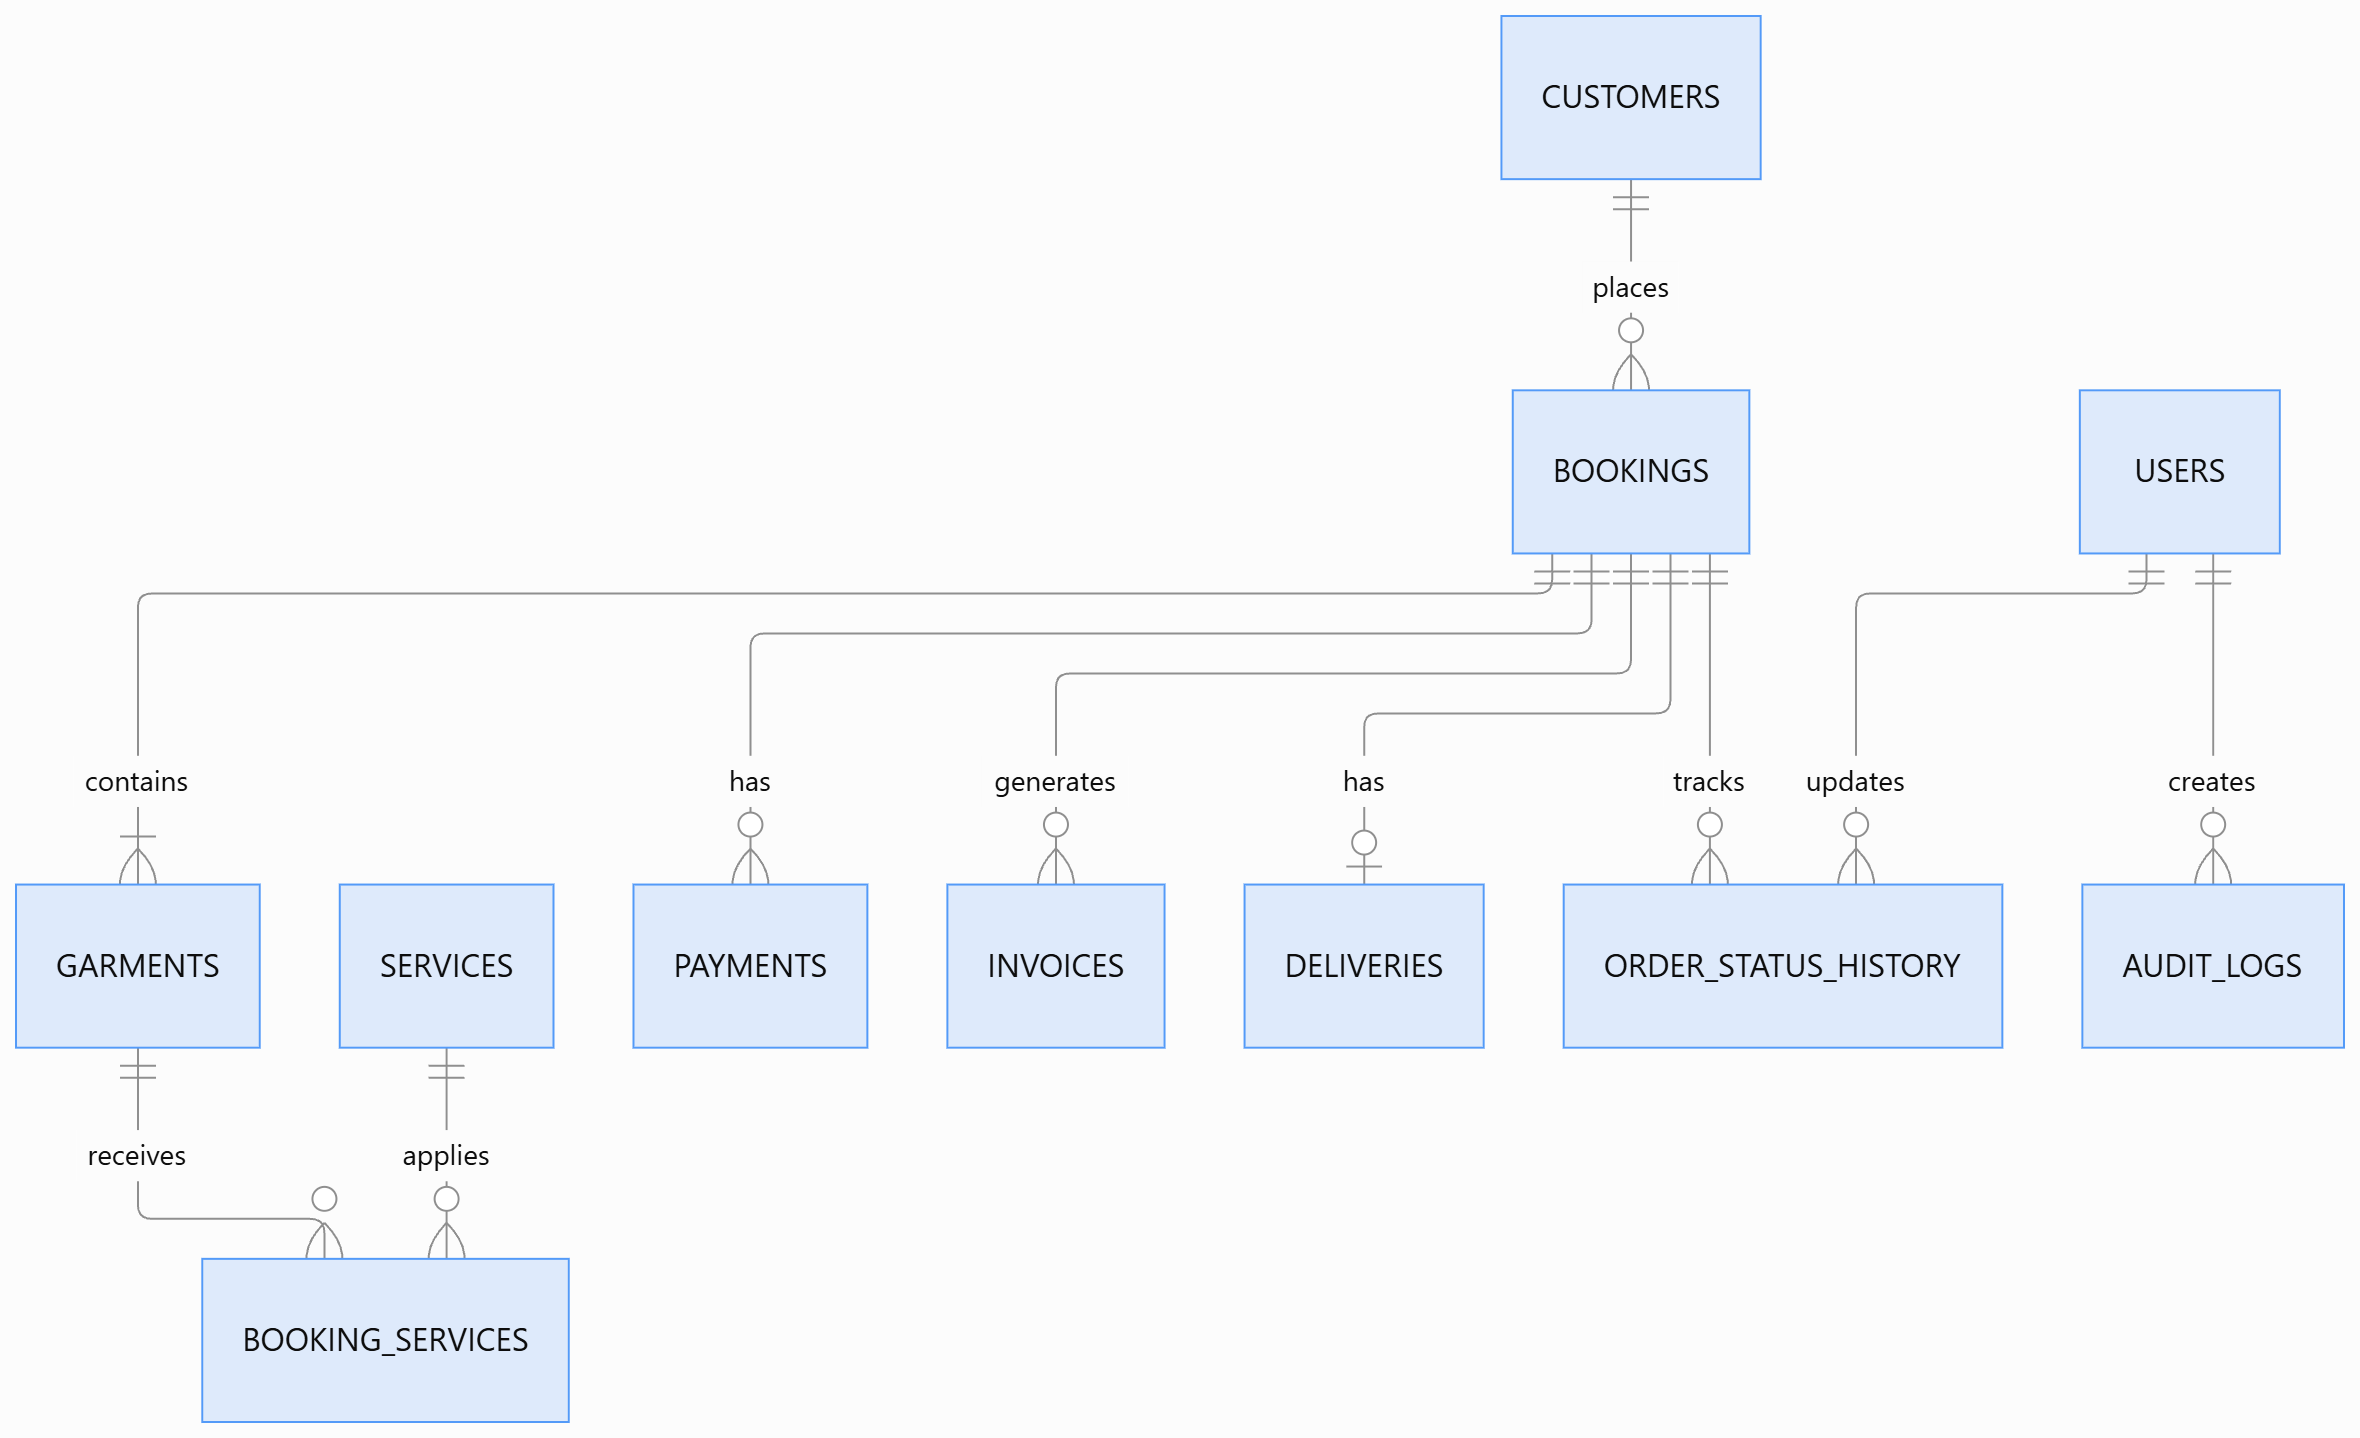 CUSTOMERS
places
BOOKINGS
USERS
contains
has
generates
has
tracks
updates
creates
GARMENTS
SERVICES
PAYMENTS
INVOICES
DELIVERIES
ORDER_STATUS_HISTORY
AUDIT_LOGS
receives
applies
BOOKING_SERVICES